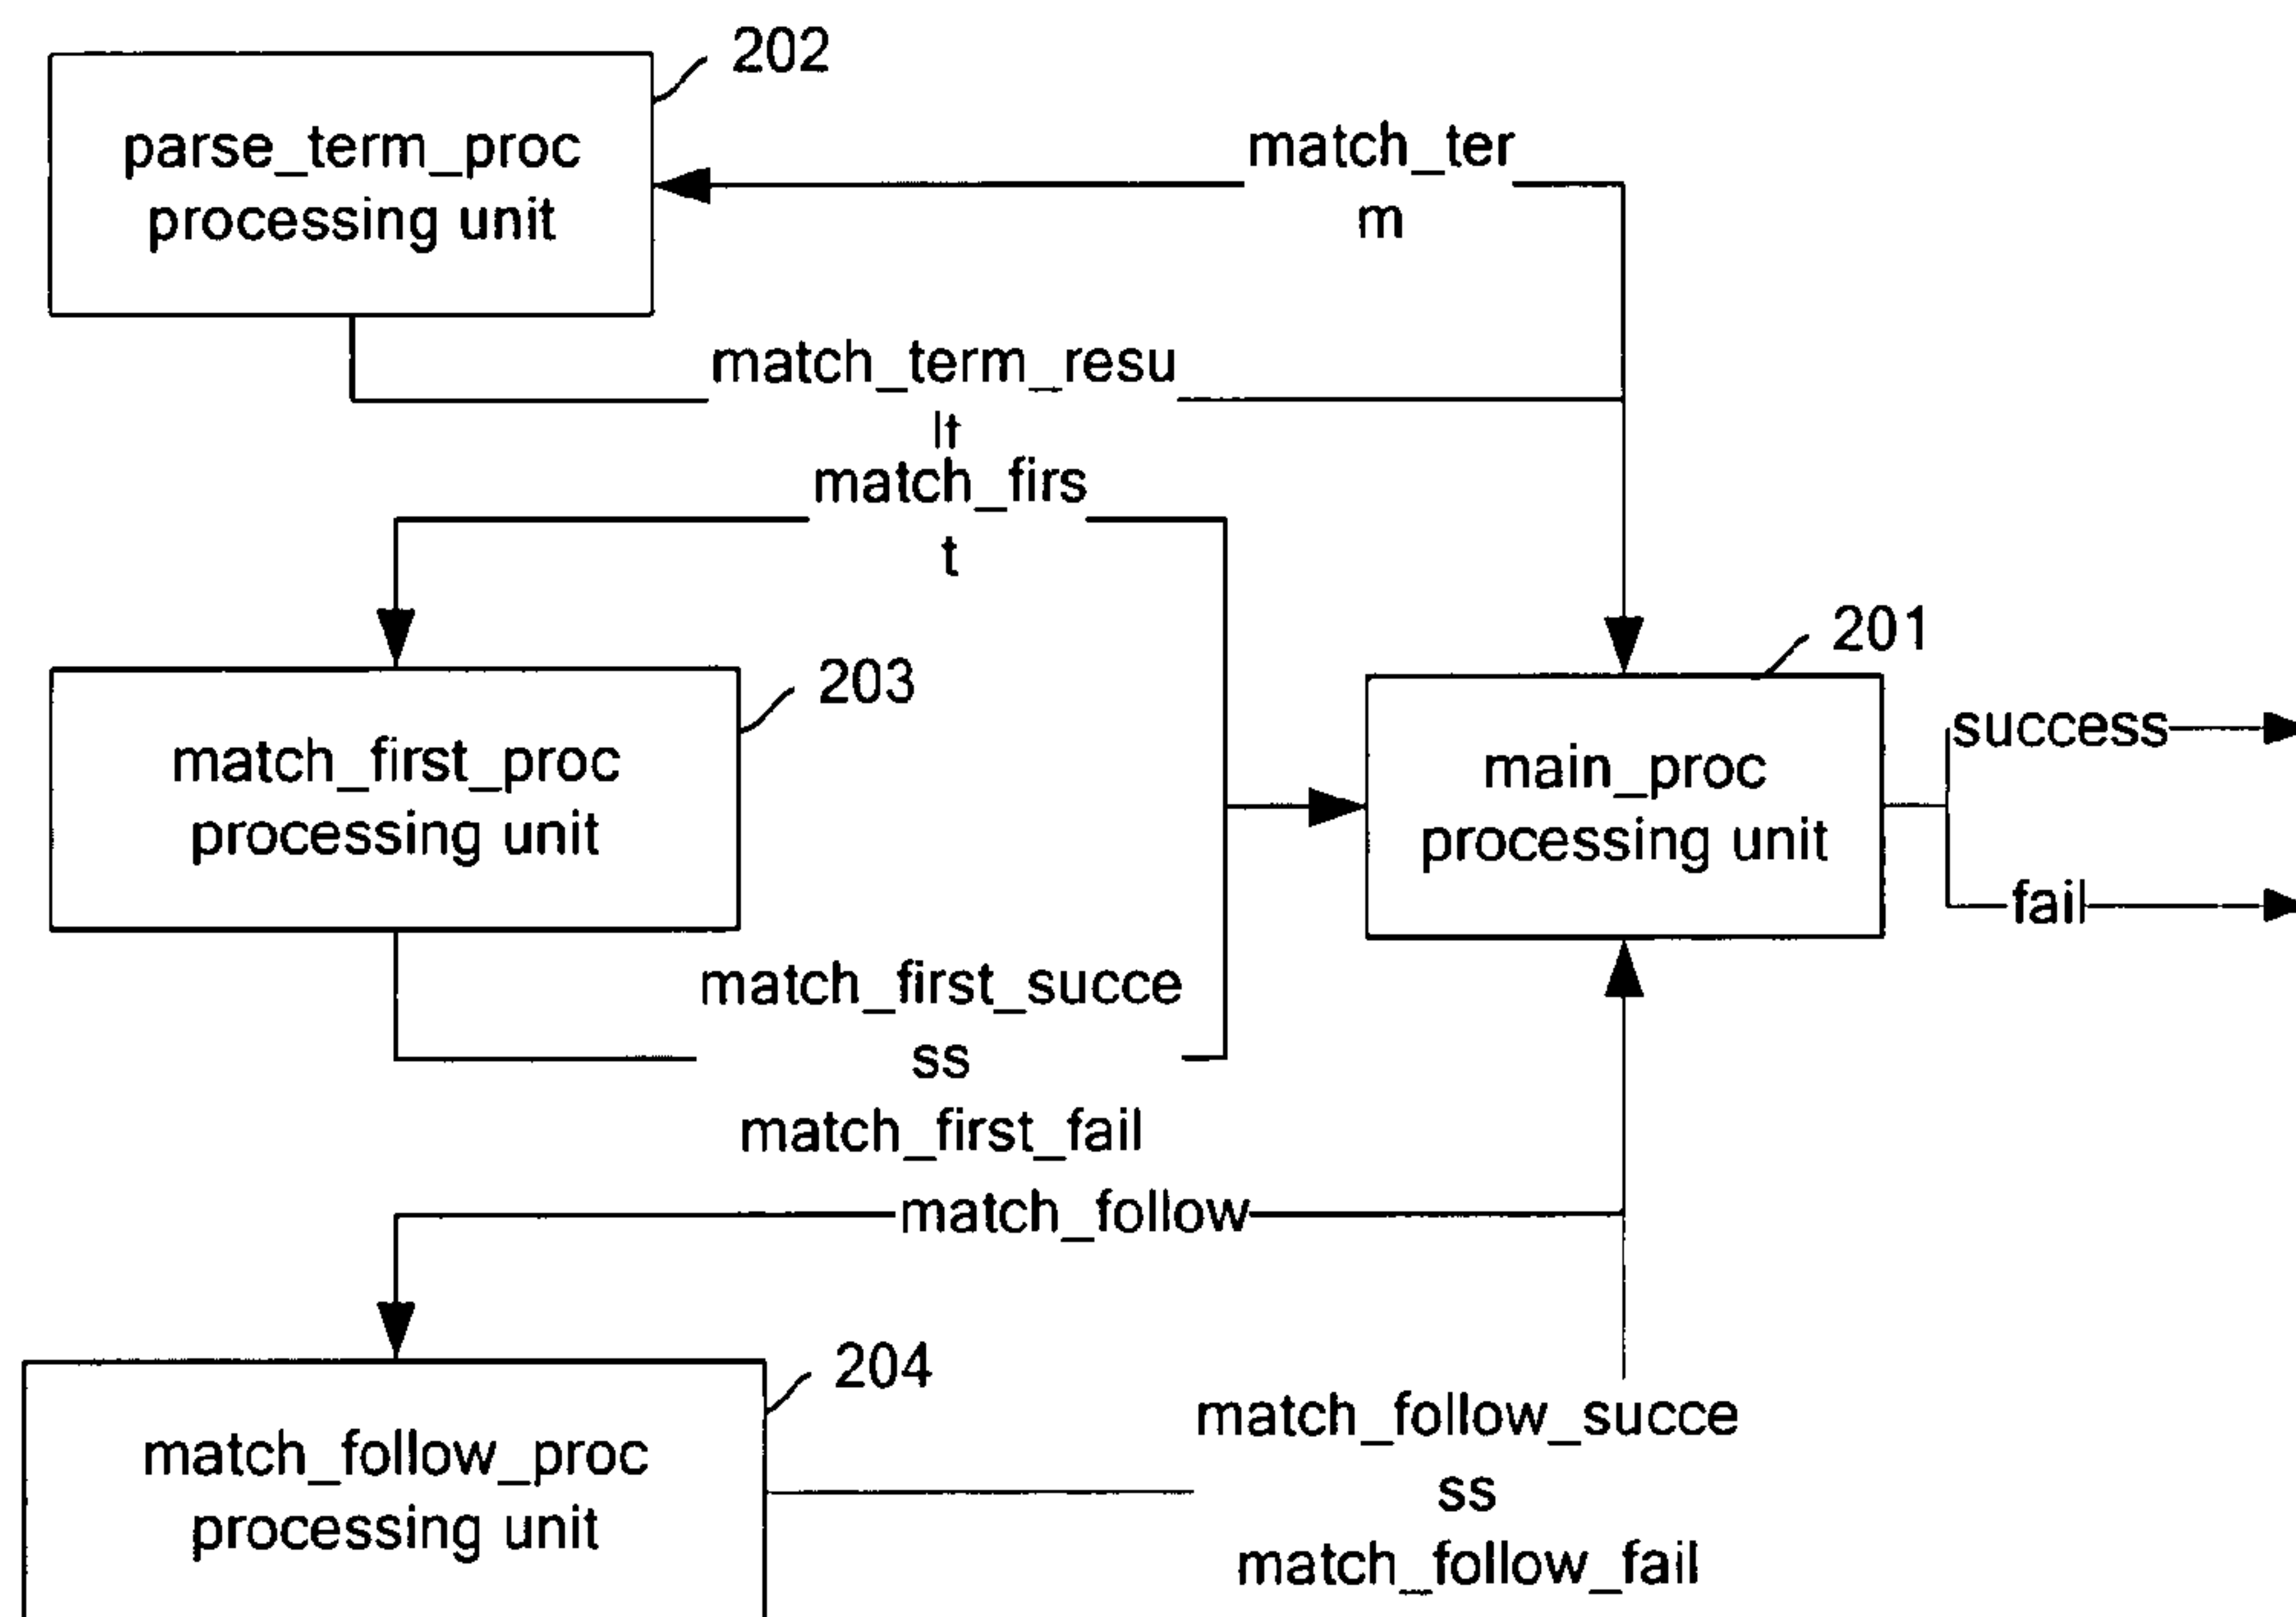 202
parse_term_proc
processing unit
match_ter
m
match_term_resu
lt
match_firs
t
201
203
match_first_proc
processing unit
main_proc
processing unit
success
fail
match_first_succe
ss
match_first_fail
match_follow
204
match_follow_proc
processing unit
match_follow_succe
ss
match_follow_fail